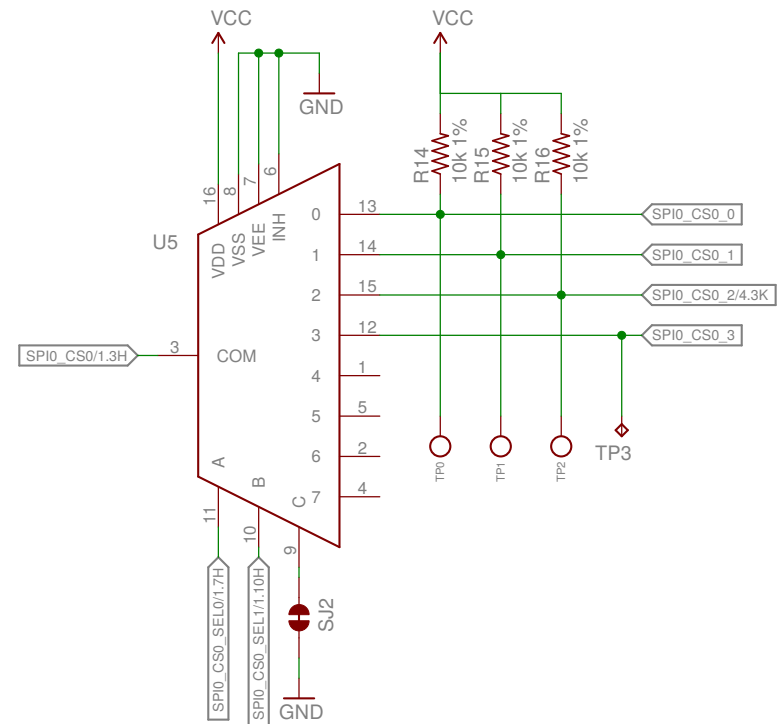 VCC
VCC
GND
R14
10k 1%
R15
10k 1%
R16
10k 1%
16
8
7
6
U5
VDD
VSS
VEE
INH
0
13
SPI0_CS0_0
1
14
SPI0_CS0_1
2
15
SPI0_CS0_2/4.3K
3
12
SPI0_CS0_3
SPI0_CS0/1.3H
3
COM
4
1
5
5
6
2
7
4
TP0
TP1
TP2
TP3
A
B
C
11
10
9
SPI0_CS0_SEL0/1.7H
SPI0_CS0_SEL1/1.10H
SJ2
GND